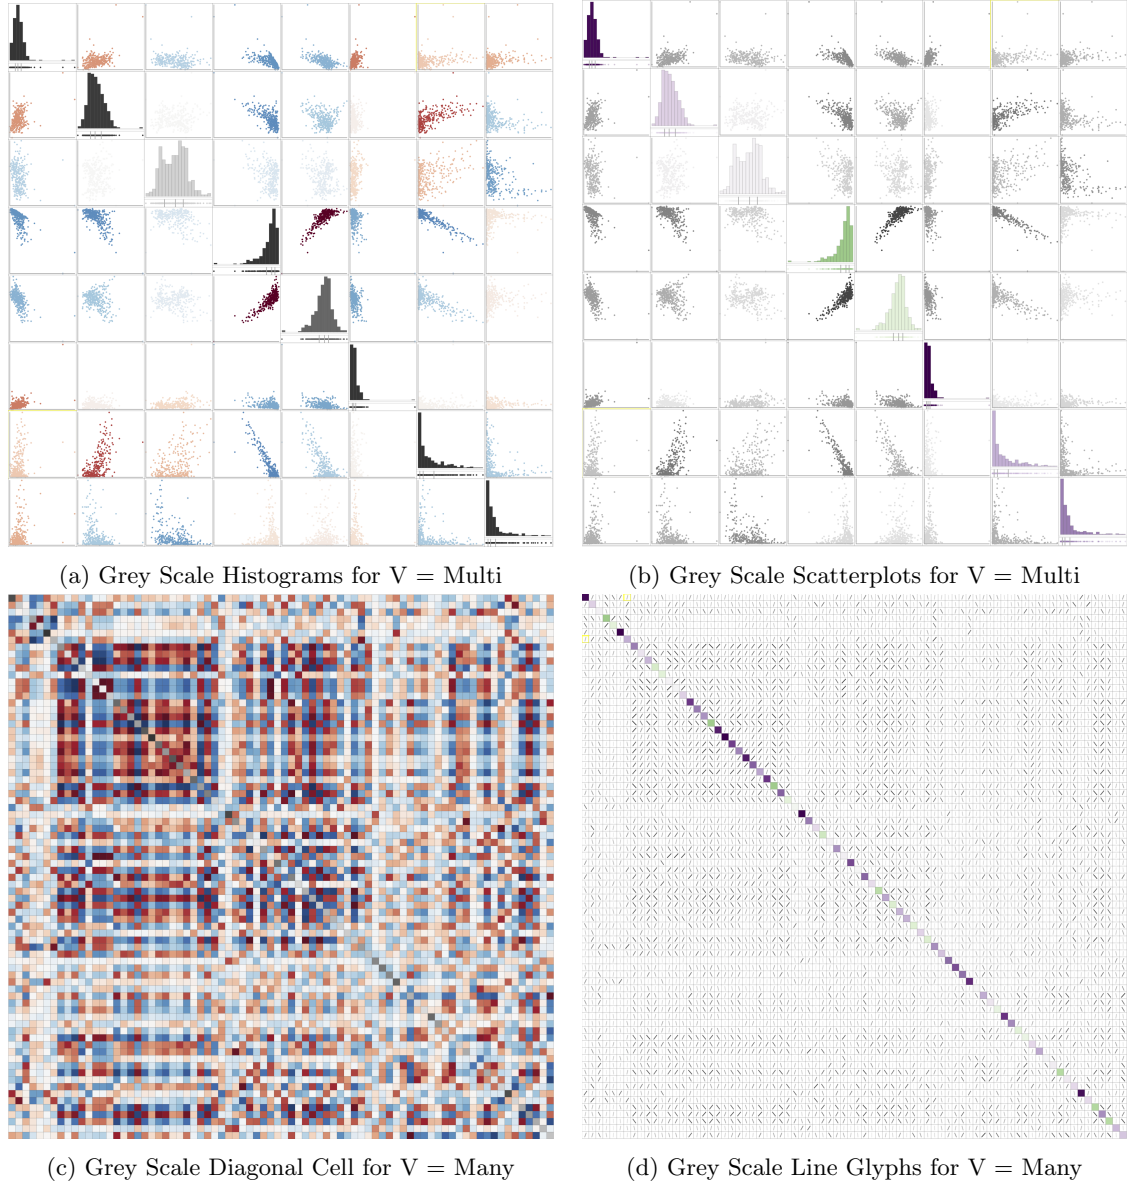 (a) Grey Scale Histograms for V = Multi
(b) Grey Scale Scatterplots for V = Multi
(c) Grey Scale Diagonal Cell for V = Many
(d) Grey Scale Line Glyphs for V = Many